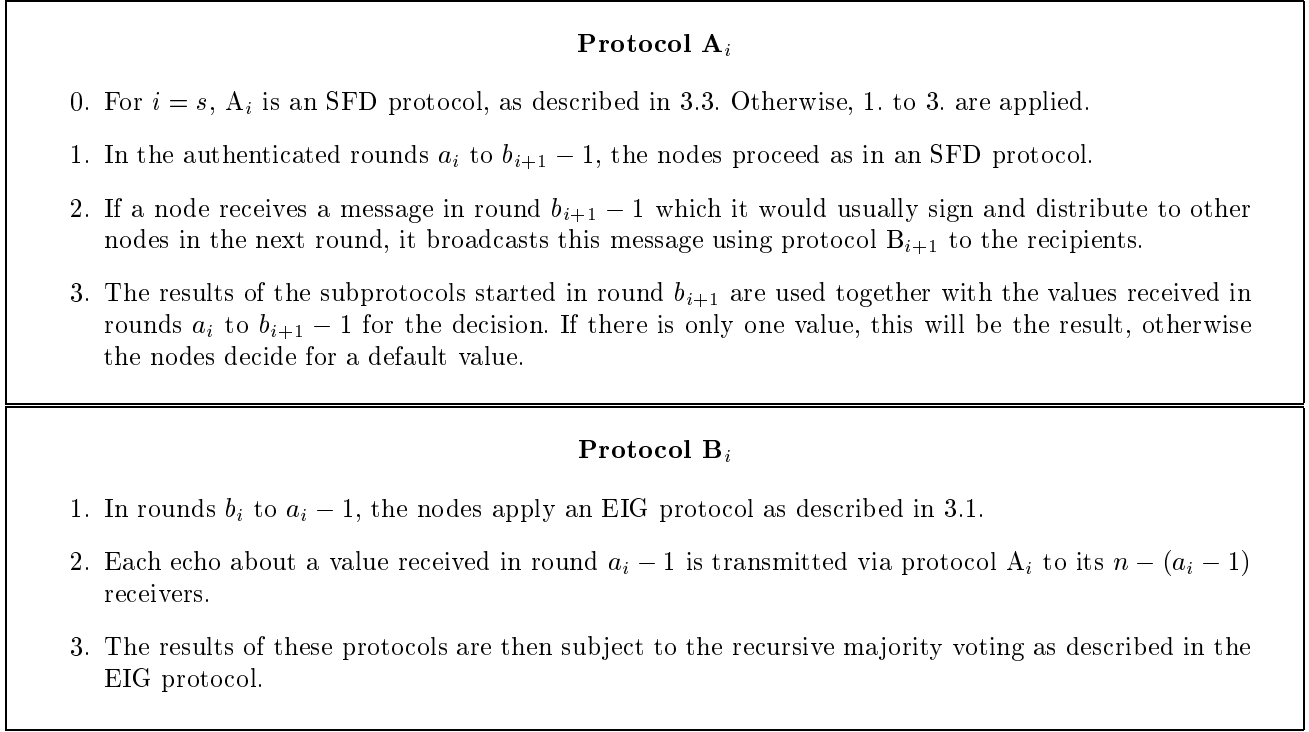 Protocol A_i
0. For i = s, A_i is an SFD protocol, as described in 3.3. Otherwise, 1. to 3. are applied.
1. In the authenticated rounds a_i to b_{i+1} − 1, the nodes proceed as in an SFD protocol.
2. If a node receives a message in round b_{i+1} − 1 which it would usually sign and distribute to other
nodes in the next round, it broadcasts this message using protocol B_{i+1} to the recipients.
3. The results of the subprotocols started in round b_{i+1} are used together with the values received in
rounds a_i to b_{i+1} − 1 for the decision. If there is only one value, this will be the result, otherwise
the nodes decide for a default value.
Protocol B_i
1. In rounds b_i to a_i − 1, the nodes apply an EIG protocol as described in 3.1.
2. Each echo about a value received in round a_i − 1 is transmitted via protocol A_i to its n − (a_i − 1)
receivers.
3. The results of these protocols are then subject to the recursive majority voting as described in the
EIG protocol.